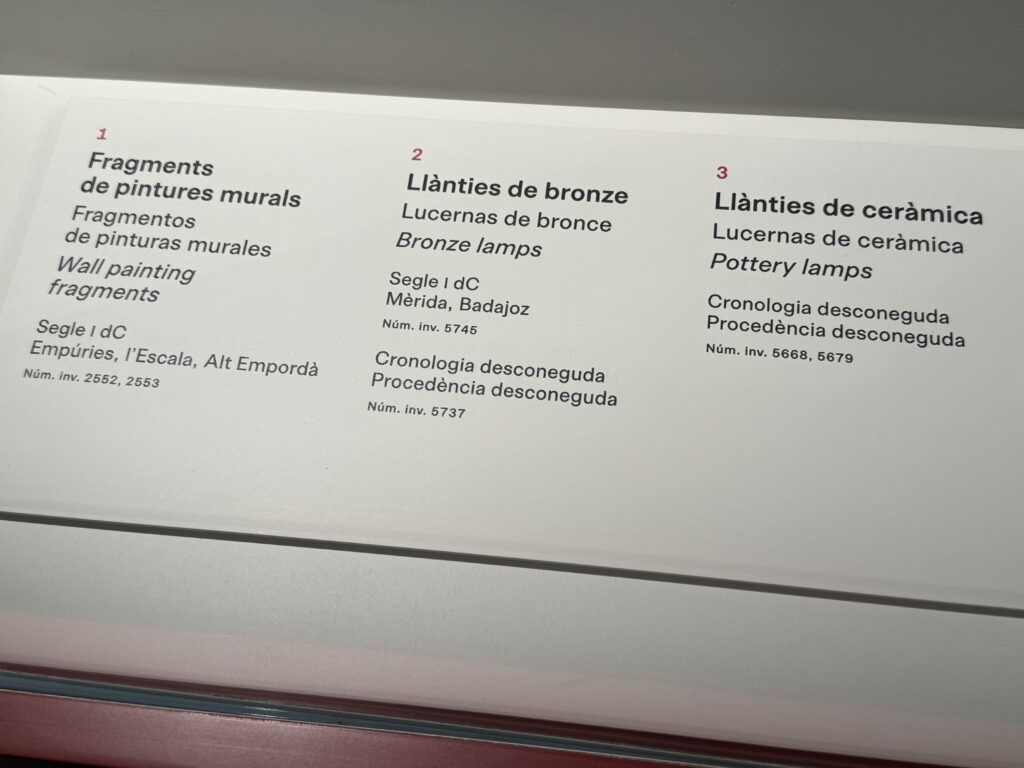 1
Fragments
de pintures murals
Fragmentos
de pinturas murales
Wall painting
fragments
Segle I dC
Empúries, l'Escala, Alt Empordà
Núm. inv. 2552, 2553
2
Llànties de bronze
Lucernas de bronce
Bronze lamps
Segle I dC
Mèrida, Badajoz
Núm. inv. 5745
Cronologia desconeguda
Procedència desconeguda
Núm. inv. 5737
3
Llànties de ceràmica
Lucernas de ceràmica
Pottery lamps
Cronologia desconeguda
Procedència desconeguda
Núm. inv. 5668, 5679